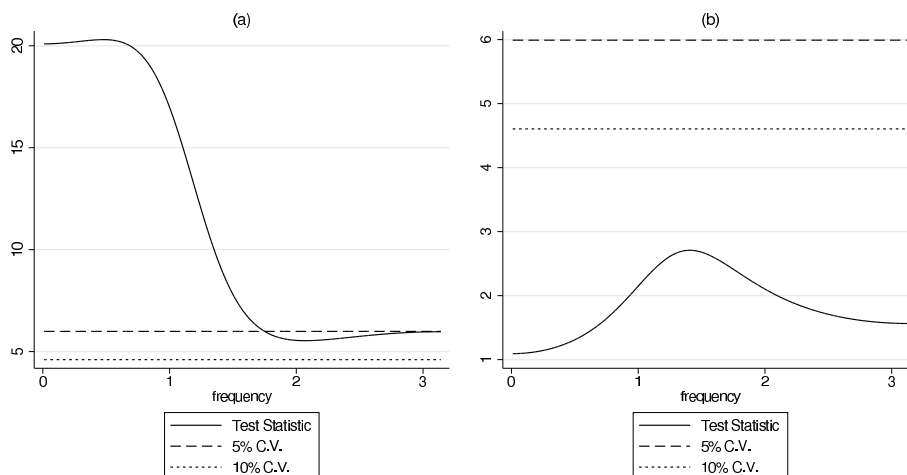 (a)
20
15
10
5
0 1 2 3
frequency
Test Statistic
5% C.V.
10% C.V.
(b)
6
5
4
3
2
1
0 1 2 3
frequency
Test Statistic
5% C.V.
10% C.V.